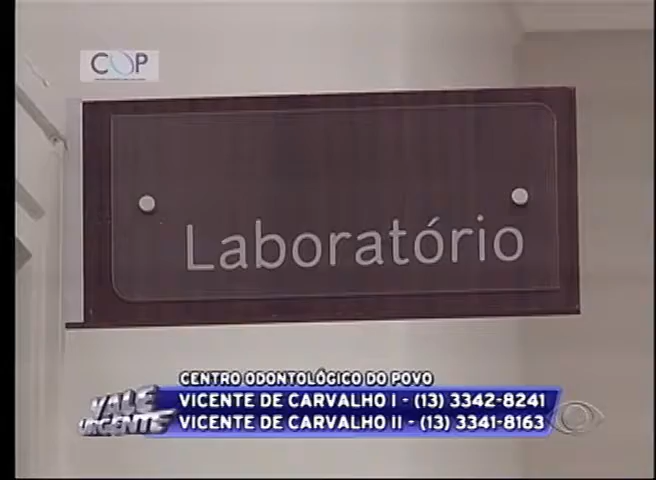 COP
Laboratório
CENTRO ODONTOLÓGICO DO POVO
VICENTE DE CARVALHO I - (13) 3342-8241
VICENTE DE CARVALHO II - (13) 3341-8163
VALE
URGENTE